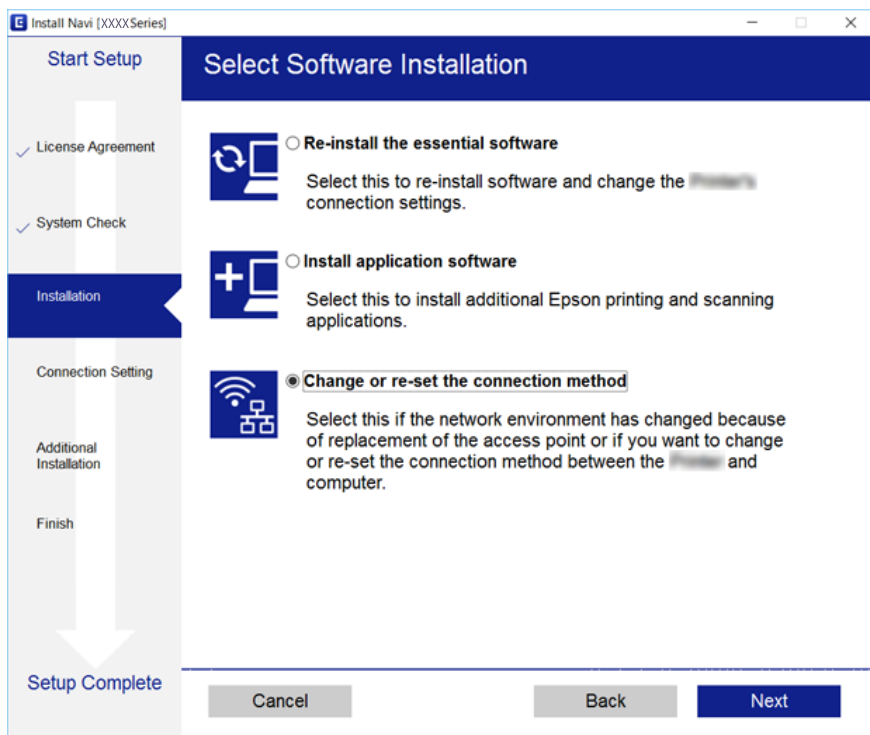 E Install Navi [XXXX Series]
Start Setup
Select Software Installation
License Agreement
System Check
Installation
Connection Setting
Additional
Installation
Finish
Setup Complete
Re-install the essential software
Select this to re-install software and change the
connection settings.
Install application software
Select this to install additional Epson printing and scanning
applications.
Change or re-set the connection method
Select this if the network environment has changed because
of replacement of the access point or if you want to change
or re-set the connection method between the and
computer.
Cancel
Back
Next